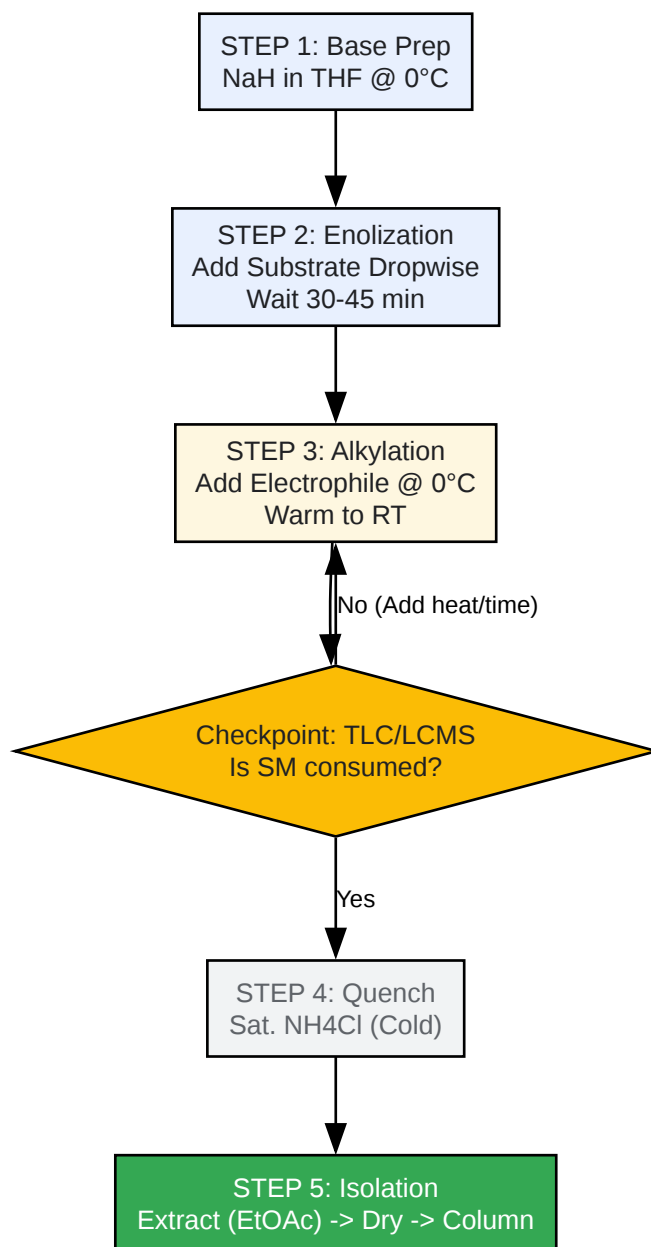 STEP 1: Base Prep
NaH in THF @ 0°C
STEP 2: Enolization
Add Substrate Dropwise
Wait 30-45 min
STEP 3: Alkylation
Add Electrophile @ 0°C
Warm to RT
No (Add heat/time)
Checkpoint: TLC/LCMS
Is SM consumed?
Yes
STEP 4: Quench
Sat. NH4Cl (Cold)
STEP 5: Isolation
Extract (EtOAc) -> Dry -> Column